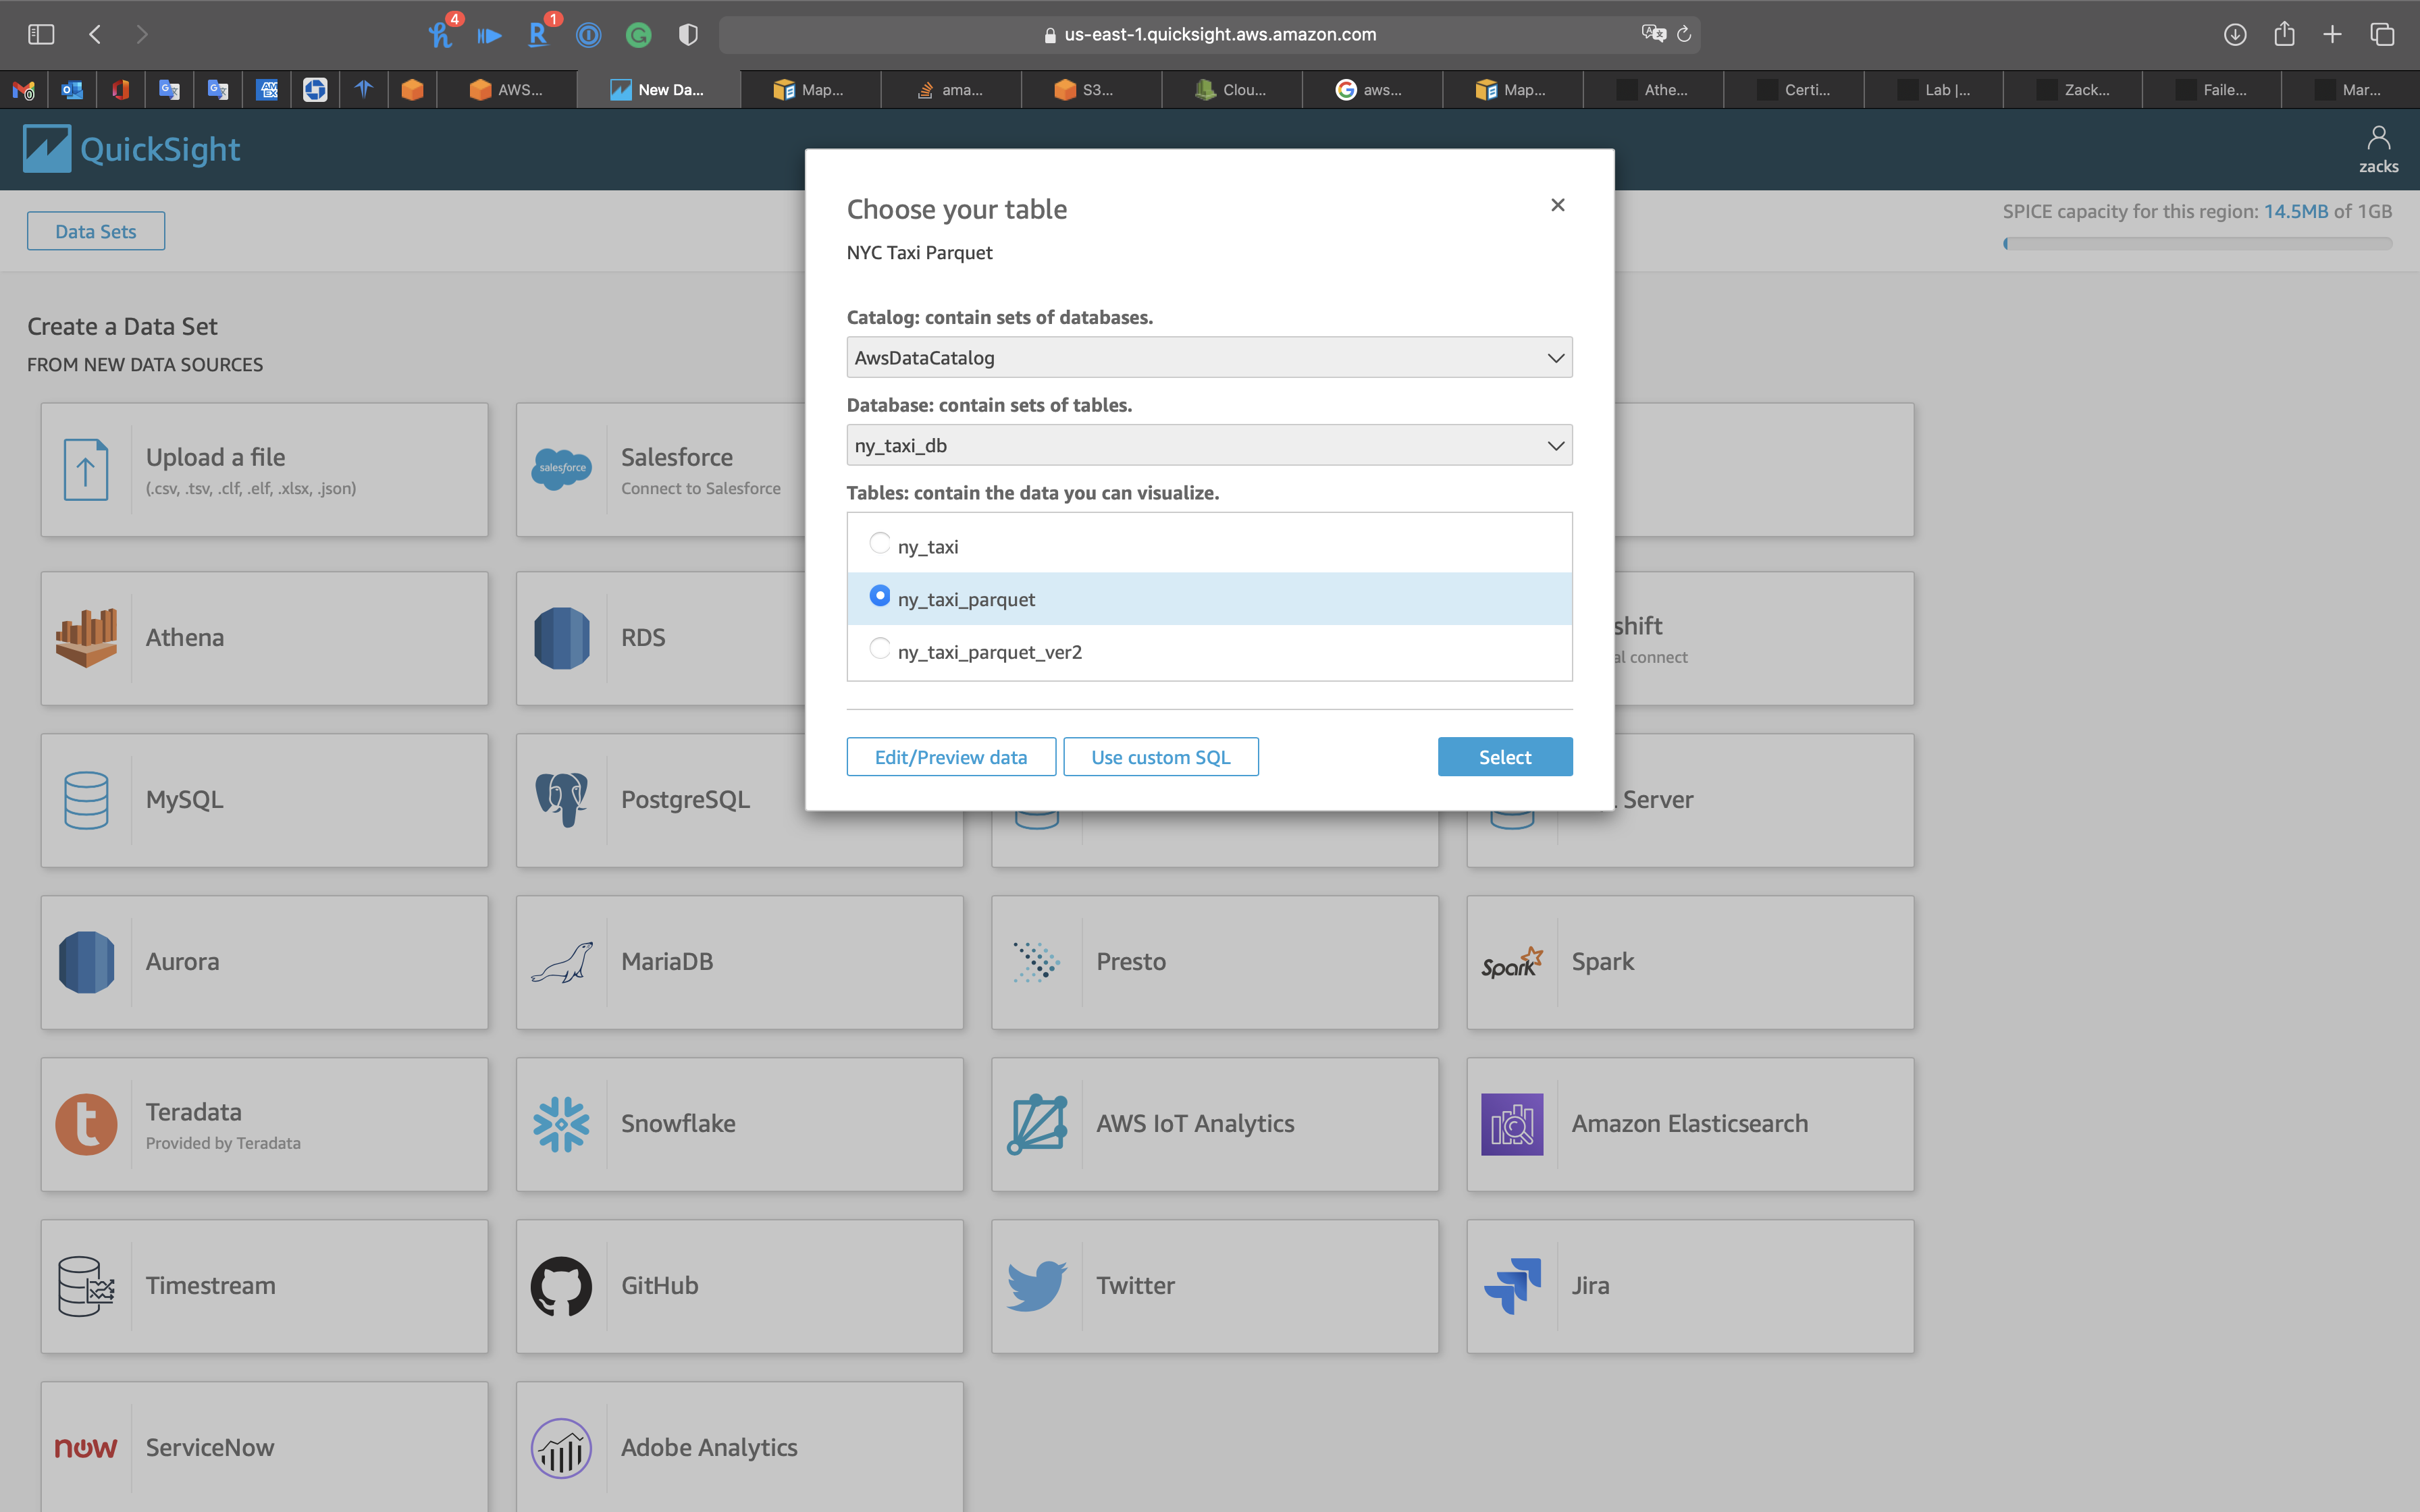 4
1
us-east-1.quicksight.aws.amazon.com
AWS...
New Da...
Map...
ama...
S3...
Clou...
aws...
Map...
Athe...
Certi...
Lab |...
Zack...
Faile...
Mar...
QuickSight
zacks
Data Sets
SPICE capacity for this region: 14.5MB of 1GB
Choose your table
NYC Taxi Parquet
Catalog: contain sets of databases.
AwsDataCatalog
Database: contain sets of tables.
ny_taxi_db
Tables: contain the data you can visualize.
ny_taxi
ny_taxi_parquet
ny_taxi_parquet_ver2
Edit/Preview data
Use custom SQL
Select
Create a Data Set
FROM NEW DATA SOURCES
Upload a file
(.csv, .tsv, .clf, .elf, .xlsx, .json)
salesforce
Salesforce
Connect to Salesforce
Athena
RDS
shift
al connect
MySQL
PostgreSQL
Server
Aurora
MariaDB
Presto
Spark
Spark
t
Teradata
Provided by Teradata
Snowflake
AWS IoT Analytics
Amazon Elasticsearch
Timestream
GitHub
Twitter
Jira
now
ServiceNow
Adobe Analytics